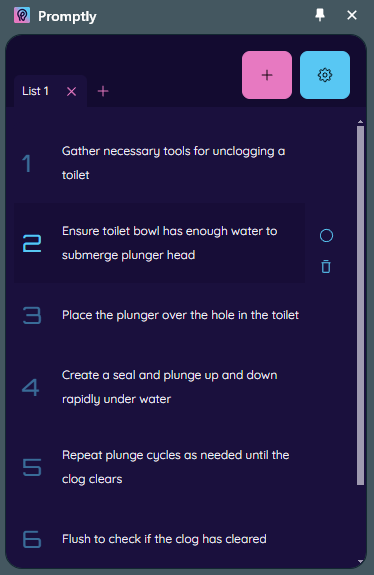 Promptly
List 1
1
Gather necessary tools for unclogging a
toilet
2
Ensure toilet bowl has enough water to
submerge plunger head
3
Place the plunger over the hole in the toilet
4
Create a seal and plunge up and down
rapidly under water
5
Repeat plunge cycles as needed until the
clog clears
6
Flush to check if the clog has cleared